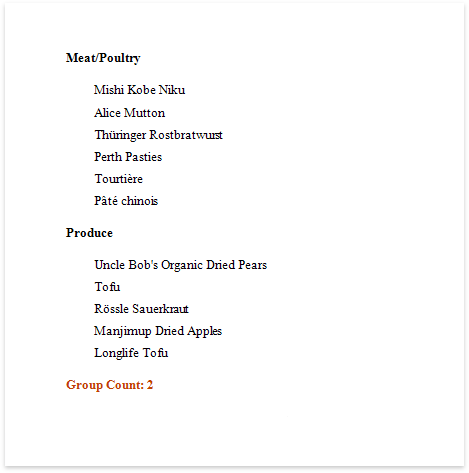 Meat/Poultry
Mishi Kobe Niku
Alice Mutton
Thüringer Rostbratwurst
Perth Pasties
Tourtière
Pâté chinois
Produce
Uncle Bob's Organic Dried Pears
Tofu
Rössle Sauerkraut
Manjimup Dried Apples
Longlife Tofu
Group Count: 2